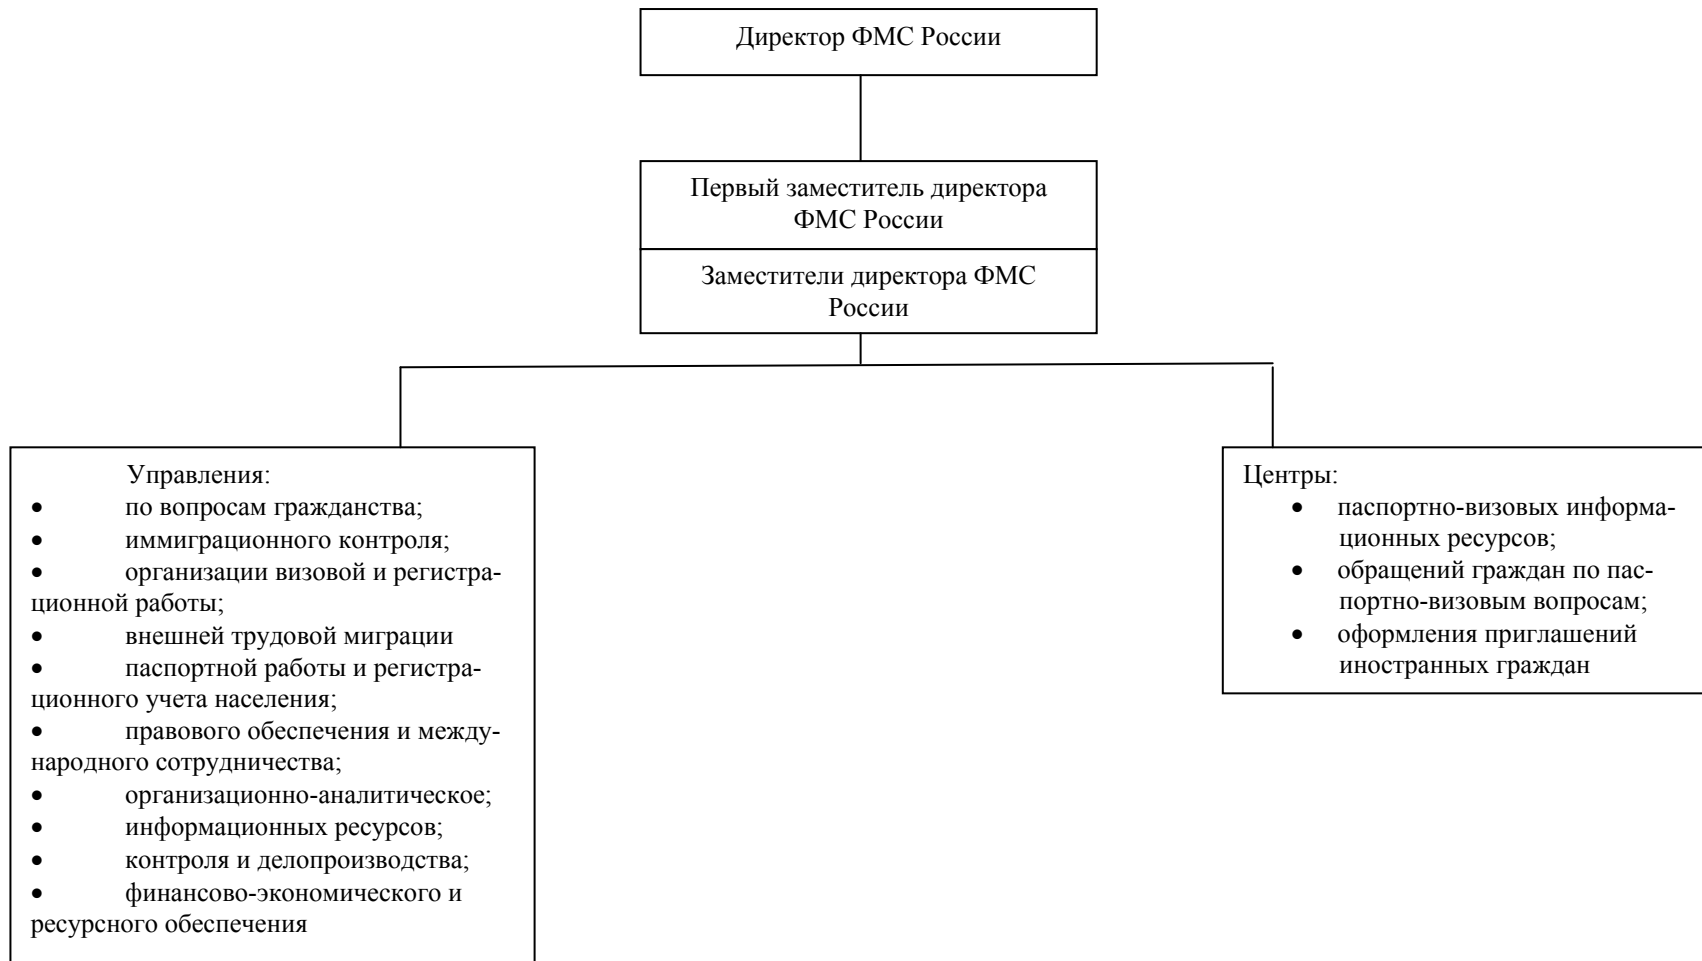 Директор ФМС России
Первый заместитель директора
ФМС России
Заместители директора ФМС
России
Управления:
• по вопросам гражданства;
• иммиграционного контроля;
• организации визовой и регистра-
ционной работы;
• внешней трудовой миграции
• паспортной работы и регистра-
ционного учета населения;
• правового обеспечения и между-
народного сотрудничества;
• организационно-аналитическое;
• информационных ресурсов;
• контроля и делопроизводства;
• финансово-экономического и
ресурсного обеспечения
Центры:
• паспортно-визовых информа-
ционных ресурсов;
• обращений граждан по пас-
портно-визовым вопросам;
• оформления приглашений
иностранных граждан